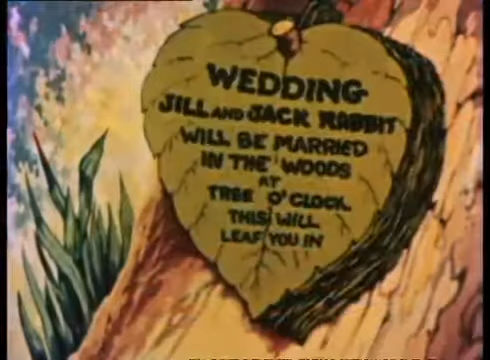 WEDDING
JILL AND JACK RABBIT
WILL BE MARRIED
IN THE WOODS
AT
TREE O'CLOCK.
THIS WILL
LEAF YOU IN